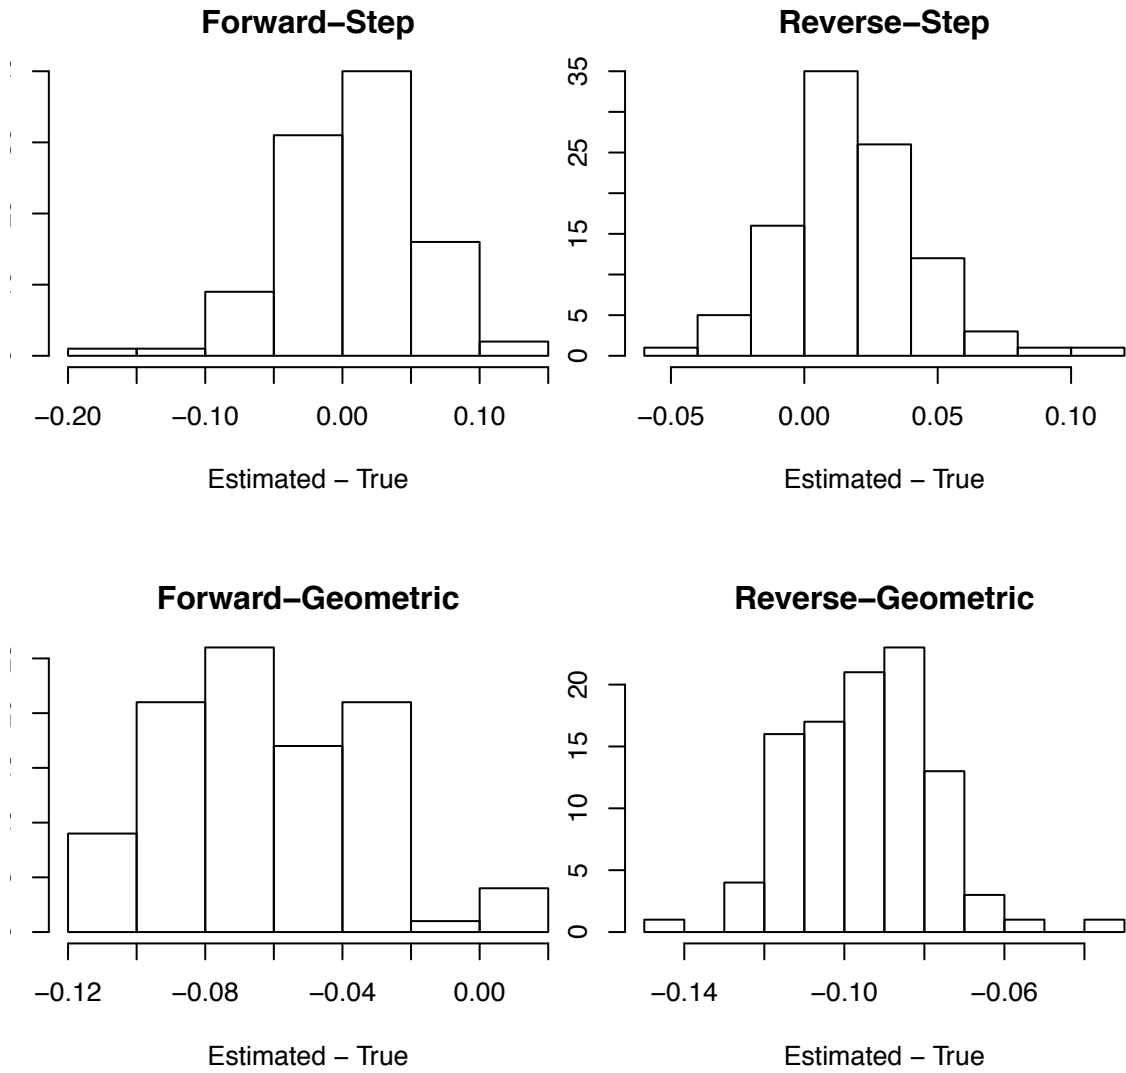 Forward−Step
35
25
15
5
0
−0.20 −0.10 0.00 0.10
Estimated − True
Reverse−Step
−0.05 0.00 0.05 0.10
Estimated − True
Forward−Geometric
−0.12 −0.08 −0.04 0.00
Estimated − True
Reverse−Geometric
20
15
10
5
0
−0.14 −0.10 −0.06
Estimated − True